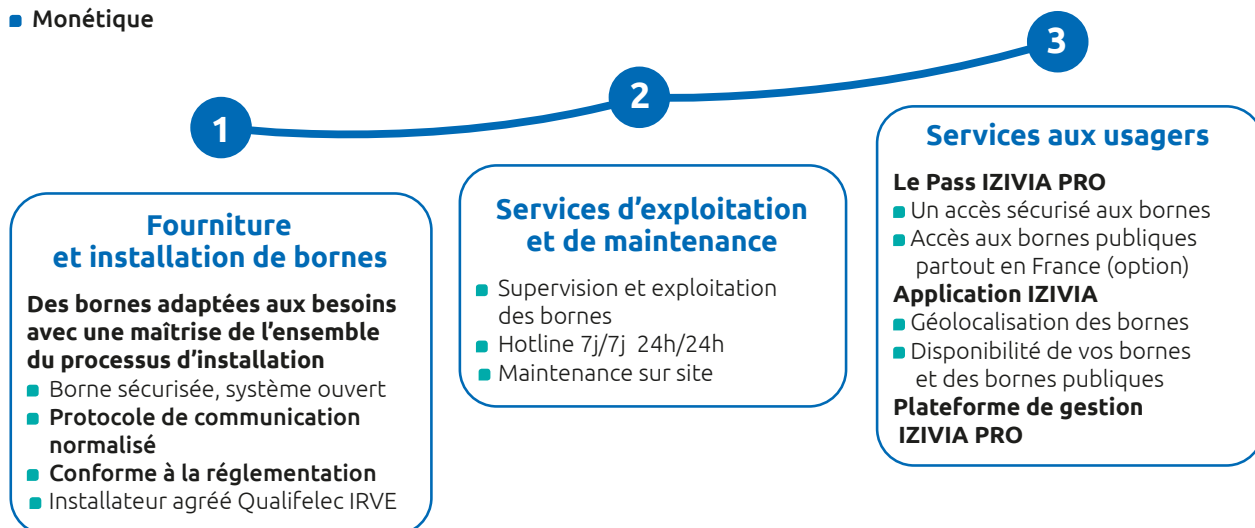 Monétique
1
2
3
Fourniture
et installation de bornes
Des bornes adaptées aux besoins
avec une maîtrise de l'ensemble
du processus d'installation
Borne sécurisée, système ouvert
Protocole de communication
normalisé
Conforme à la réglementation
Installateur agréé Qualifelec IRVE
Services d'exploitation
et de maintenance
Supervision et exploitation
des bornes
Hotline 7j/7j 24h/24h
Maintenance sur site
Services aux usagers
Le Pass IZIVIA PRO
Un accès sécurisé aux bornes
Accès aux bornes publiques
partout en France (option)
Application IZIVIA
Géolocalisation des bornes
Disponibilité de vos bornes
et des bornes publiques
Plateforme de gestion
IZIVIA PRO